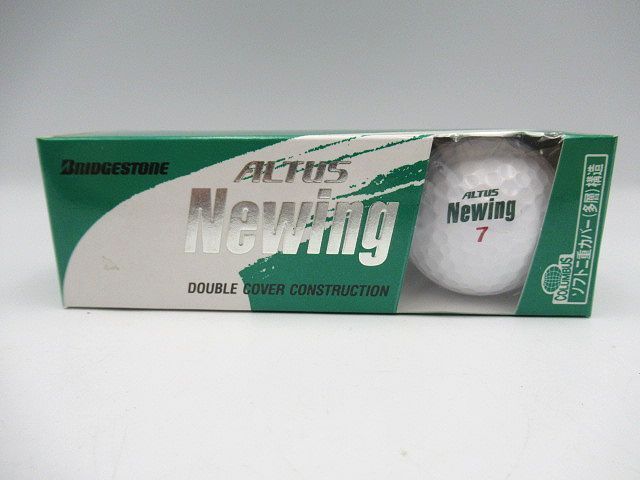 BRIDGESTONE
ALTUS
Newing
DOUBLE COVER CONSTRUCTION
ALTUS
Newing
7
COLUMBUS
ソフト二重カバー(多層)構造